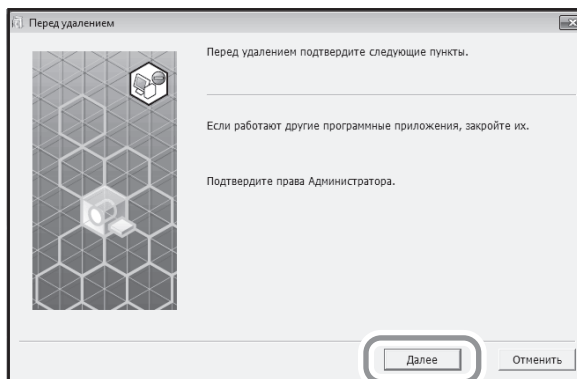 Перед удалением
Перед удалением подтвердите следующие пункты.
Если работают другие программные приложения, закройте их.
Подтвердите права Администратора.
Далее
Отменить